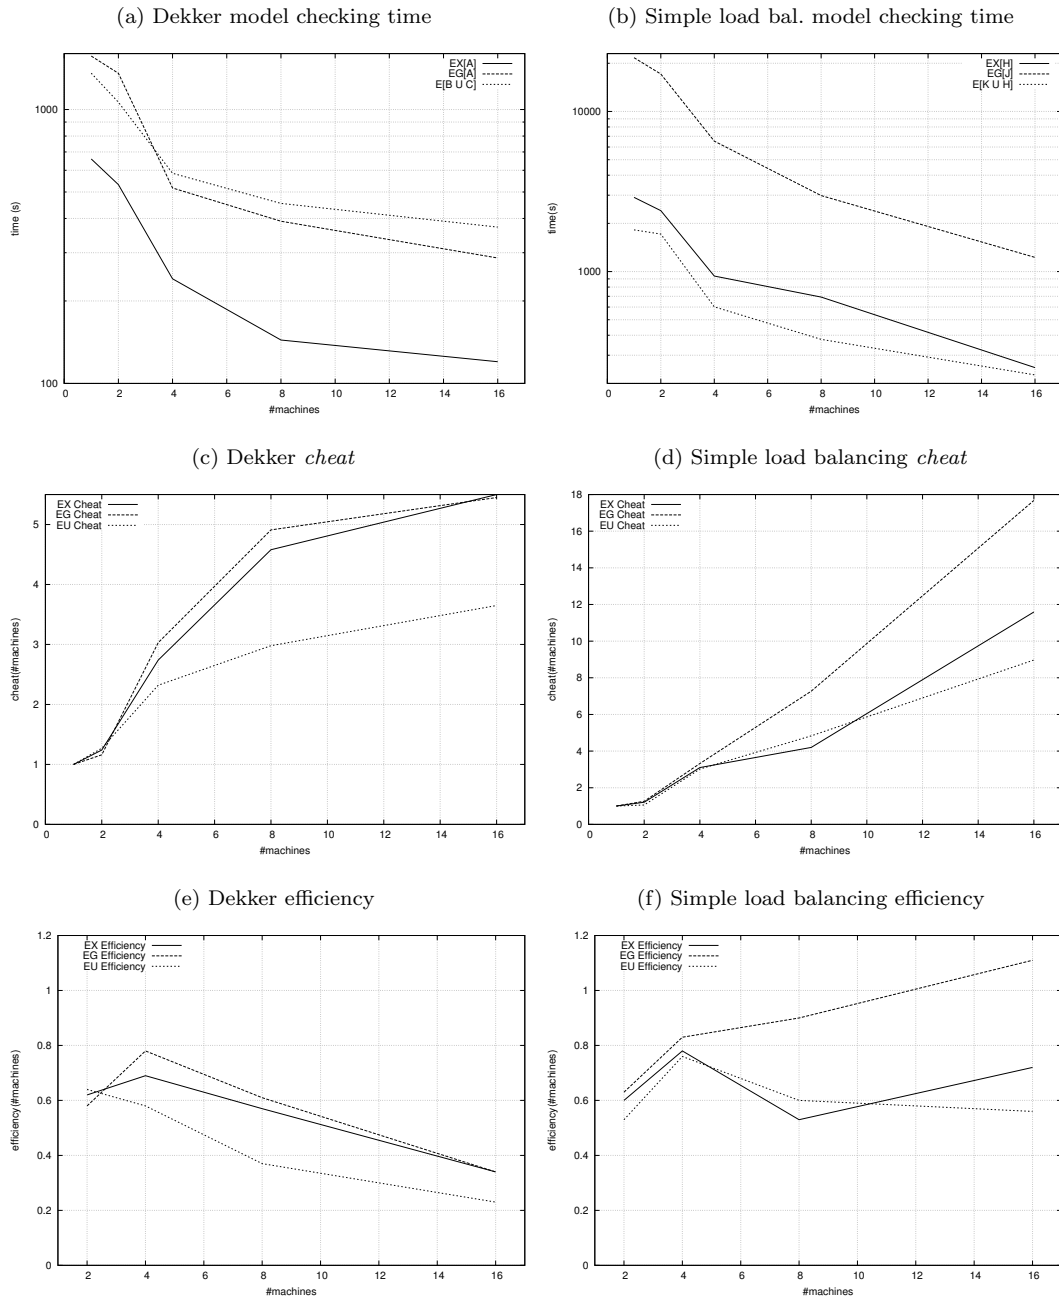 (a) Dekker model checking time
EX[A]
EG[A]
E[B U C]
1000
100
time (s)
0 2 4 6 8 10 12 14 16
#machines
(b) Simple load bal. model checking time
EX[H]
EG[J]
E[K U H]
10000
1000
time(s)
0 2 4 6 8 10 12 14 16
#machines
(c) Dekker cheat
EX Cheat
EG Cheat
EU Cheat
5
4
3
2
1
0
cheat(#machines)
0 2 4 6 8 10 12 14 16
#machines
(d) Simple load balancing cheat
EX Cheat
EG Cheat
EU Cheat
18
16
14
12
10
8
6
4
2
0
cheat(#machines)
0 2 4 6 8 10 12 14 16
#machines
(e) Dekker efficiency
EX Efficiency
EG Efficiency
EU Efficiency
1.2
1
0.8
0.6
0.4
0.2
0
efficiency(#machines)
2 4 6 8 10 12 14 16
#machines
(f) Simple load balancing efficiency
EX Efficiency
EG Efficiency
EU Efficiency
1.2
1
0.8
0.6
0.4
0.2
0
efficiency(#machines)
2 4 6 8 10 12 14 16
#machines